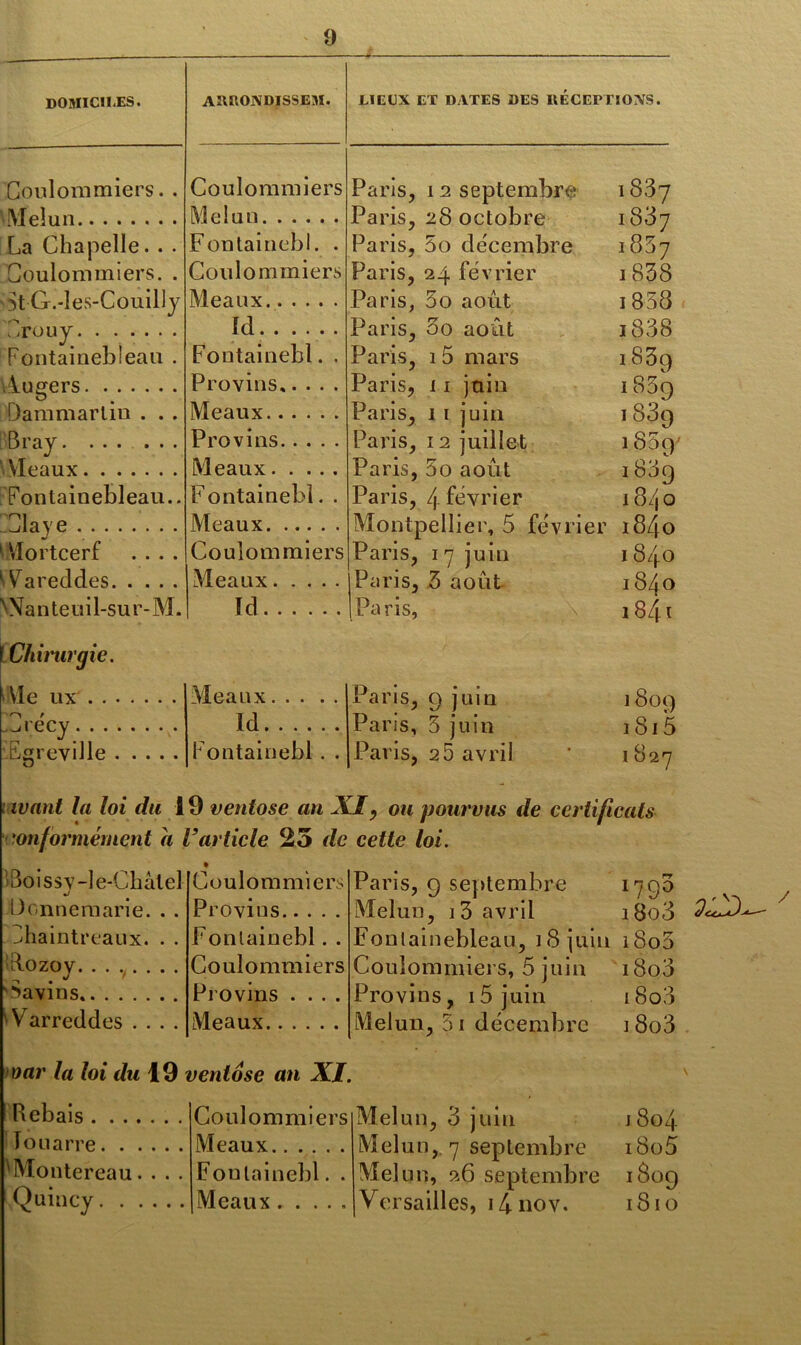 9
DOMICILES. ARRONDISSEM. LIEUX ET DATES DES RÉCEPTIONS.
Coulommiers. . Coulommiers Paris, 12 septembre 1837
Melun........ Melun...... Paris, 28 octobre 1837
La Chapelle. . . Fontainebl. . Paris, 30 décembre 1837
Coulommiers. . Coulommiers Paris, 24 février 1838
St G.-les-Couilly Meaux...... Paris, 30 août 1838
Crouy....... Id...... Paris, 30 août 1838
Fontainebleau . Fontainebl. . Paris, 15 mars 1839
Augers....... Provins..... Paris, 11 juin 1839
Dammartin . . . Meaux...... Paris, 11 juin 1839
Bray....... Provins..... Paris, 12 juillet 1839
Meaux....... Meaux..... Paris, 30 août 1839
Fontainebleau.. Fontainebl. . Paris, 4 février 1840
Claye........ Meaux...... Montpellier, 5 février 1840
Mortcerf .... Coulommiers Paris, 17 juin 1840
Vareddes..... Meaux..... Paris, 3 août 1840
Nanteuil-sur-M. Id...... Paris, 1841
Chirurgie.
Me ux....... Meaux..... Paris, 9 juin 1809
Crécy........ Id...... Paris, 3 juin 1815
Égreville..... Fontainebl . . Paris, 25 avril 1827
avant la loi du 19 ventose an XI, ou pourvus de certificats
conformément à l'article 23 de cette loi.
Boissy-le-Châtel Coulommiers Paris, 9 septembre 1793
Donnemarie. . . Provins..... Melun, 13 avril 1803
Chaintreaux. . . Fontainebl . . Fontainebleau, 18 juin 1803
Rozoy........ Coulommiers Coulommiers, 5 juin 1803
Savins........ Provins .... Provins, 15 juin 1803
Varreddes .... Meaux...... Melun, 31 décembre 1803
par la loi du 19 ventôse an XI.
Rebais....... Coulommiers Melun, 3 juin 1804
Jouarre...... Meaux...... Melun, 7 septembre 1805
Montereau.... Fontainebl. . Melun, 26 septembre 1809
Quincy...... Meaux..... Versailles, 14 nov. 1810